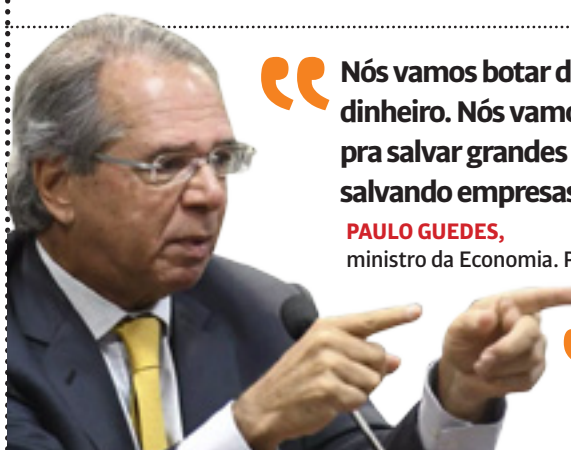 “ Nós vamos botar d
dinheiro. Nós vamo
pra salvar grandes
salvando empresas
PAULO GUEDES,
ministro da Economia. P